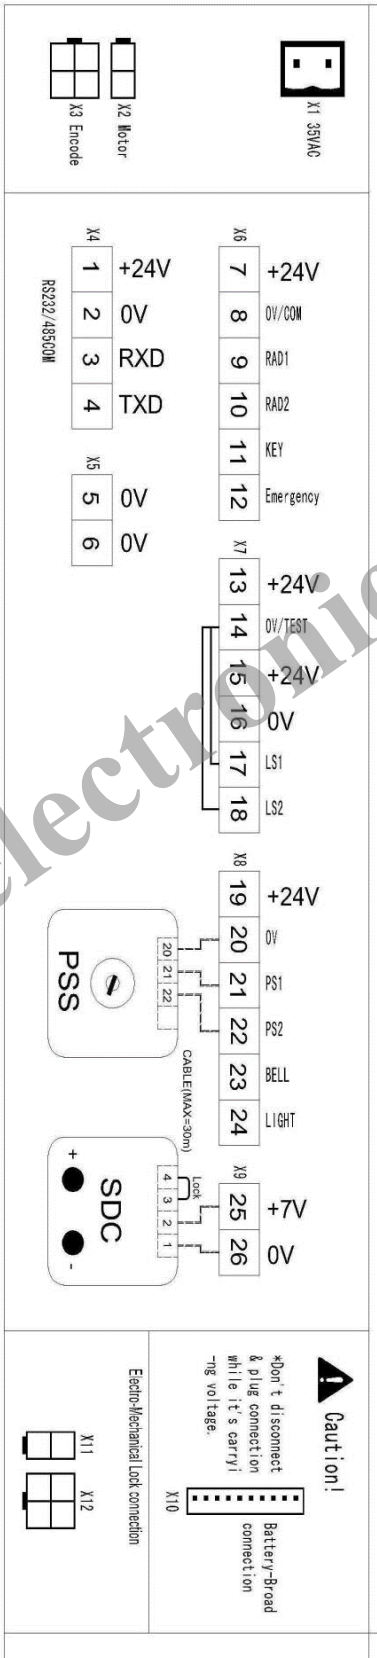 X3 Encode
X2 Motor
X1 35VAC
X4
1 +24V
2 0V
3 RXD
4 TXD
RS232/485COM
X5
5 0V
6 0V
X6
7 +24V
8 0V/COM
9 RAD1
10 RAD2
11 KEY
12 Emergency
X7
13 +24V
14 0V/TEST
15 +24V
16 0V
17 LS1
18 LS2
X8
19 +24V
20 0V
21 PS1
22 PS2
23 BELL
24 LIGHT
PSS
20
21
22
CABLE(MAX=30m)
X9
25 +7V
26 0V
SDC
+
-
4
3
2
1
Lock
Caution!
*Don't disconnect
& plug connection
while it's carryi
-ng voltage.
X10
Battery-Broad
connection
Electro-Mechanical Lock connection
X11
X12
electronic